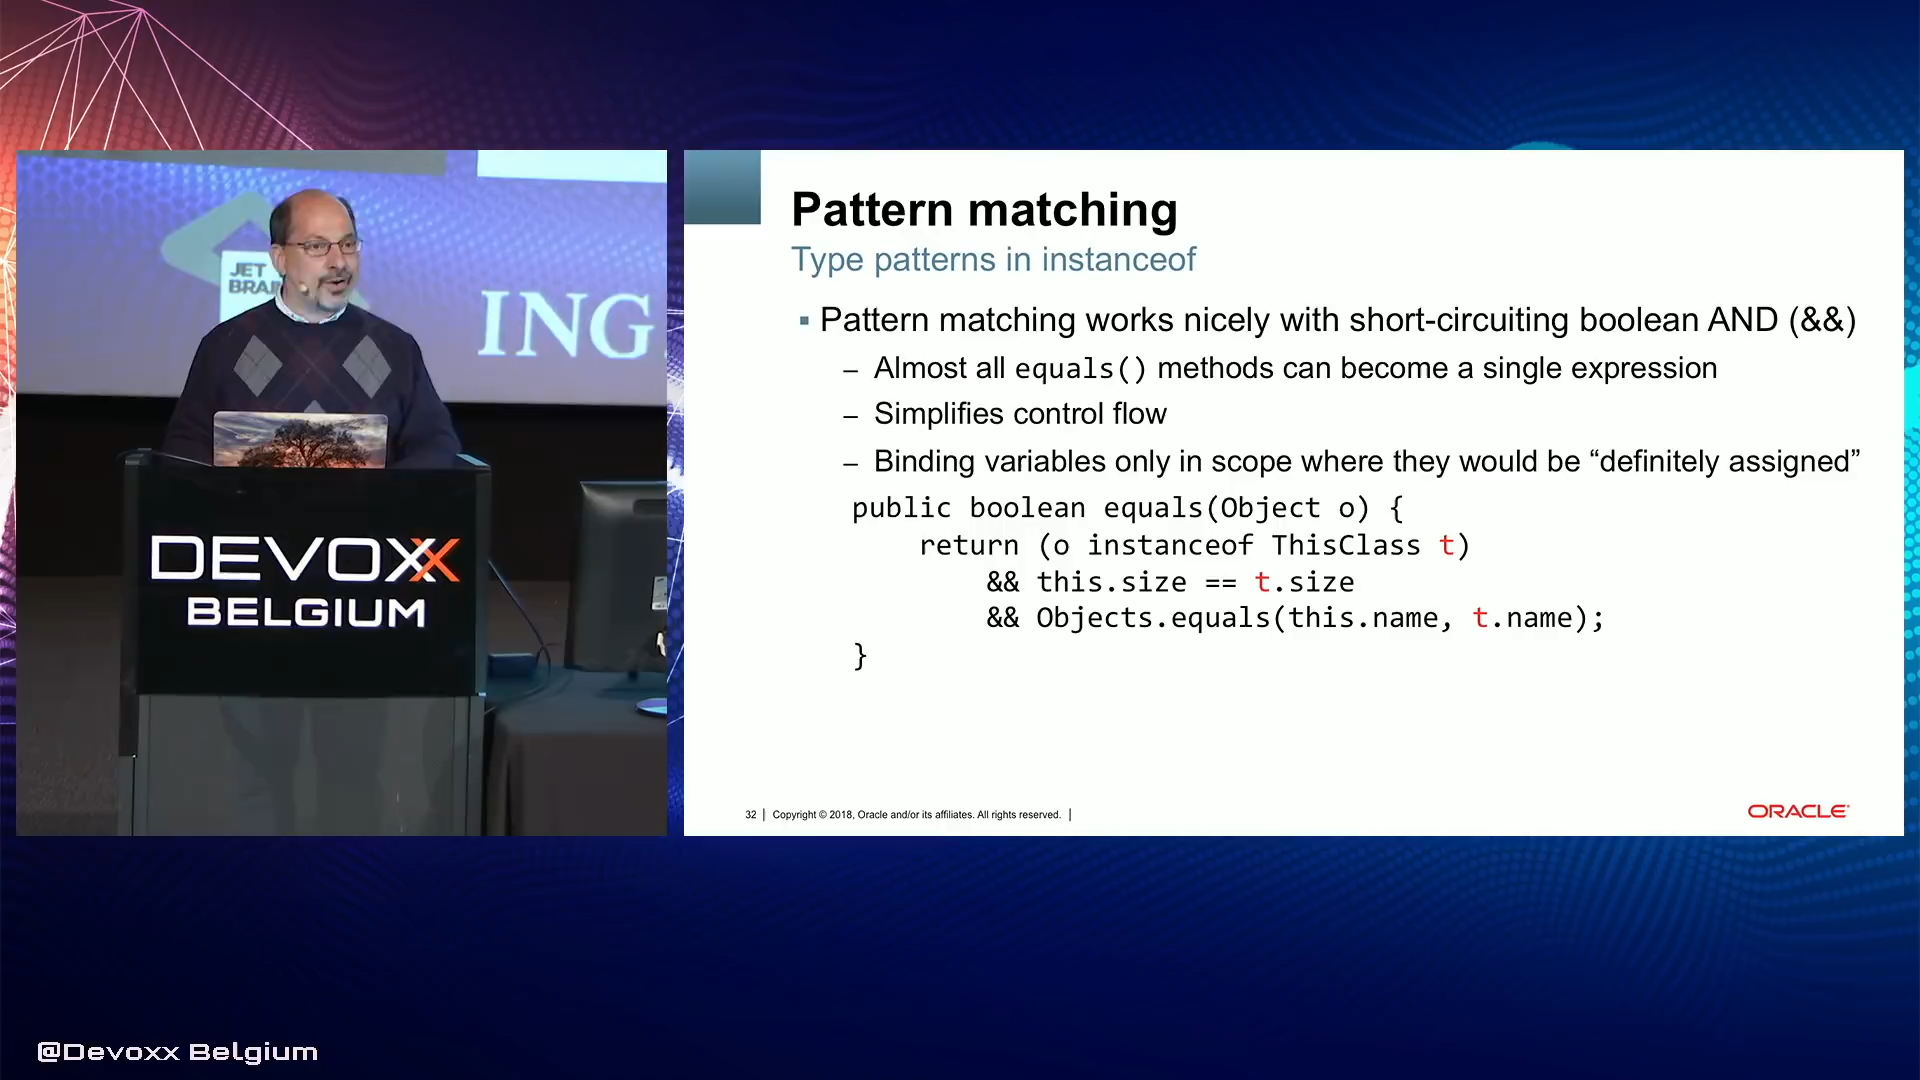 JET
BRAI
ING
DEVOXX
BELGIUM
Pattern matching
Type patterns in instanceof
▪ Pattern matching works nicely with short-circuiting boolean AND (&&)
– Almost all equals() methods can become a single expression
– Simplifies control flow
– Binding variables only in scope where they would be “definitely assigned”
public boolean equals(Object o) {
return (o instanceof ThisClass t)
&& this.size == t.size
&& Objects.equals(this.name, t.name);
}
32 | Copyright © 2018, Oracle and/or its affiliates. All rights reserved. |
ORACLE
@Devoxx Belgium